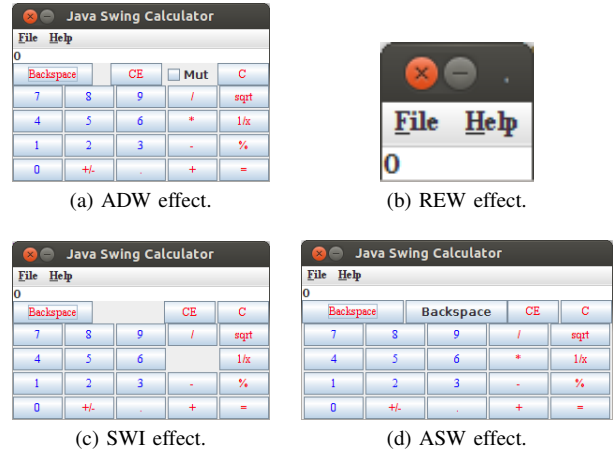 Java Swing Calculator
File Help
0
Backspace CE Mut C
7 8 9 / sqrt
4 5 6 * 1/x
1 2 3 - %
0 +/- . + =
(a) ADW effect.
File Help
0
(b) REW effect.
Java Swing Calculator
File Help
0
Backspace CE C
7 8 9 / sqrt
4 5 6 1/x
1 2 3 - %
0 +/- . + =
(c) SWI effect.
Java Swing Calculator
File Help
0
Backspace Backspace CE C
7 8 9 / sqrt
4 5 6 * 1/x
1 2 3 - %
0 +/- . + =
(d) ASW effect.